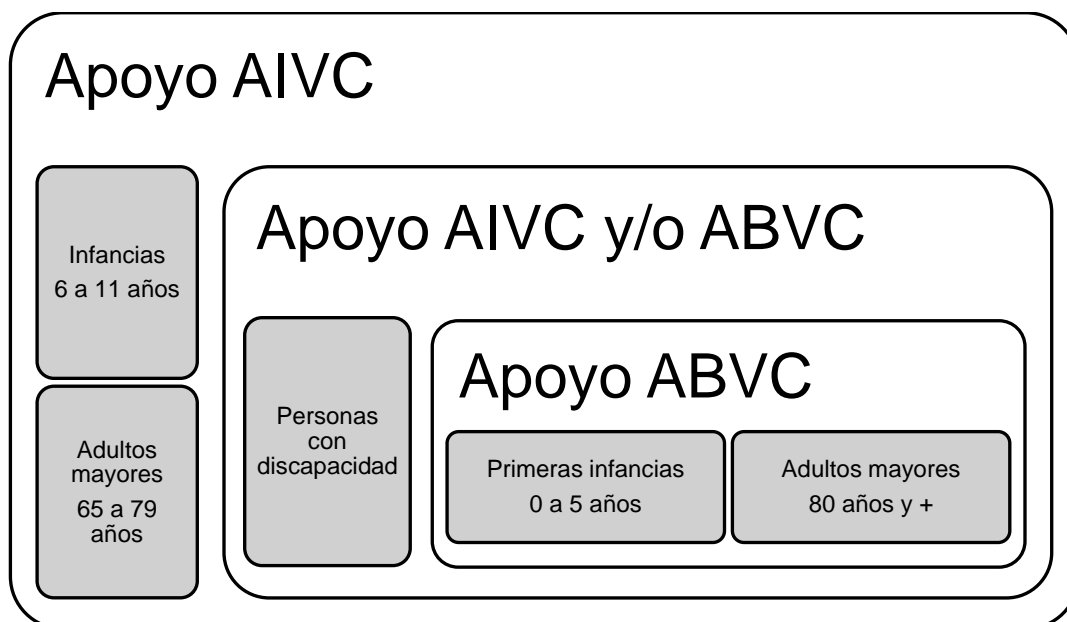 Apoyo AIVC
Infancias
6 a 11 años
Adultos
mayores
65 a 79
años
Apoyo AIVC y/o ABVC
Personas
con
discapacidad
Apoyo ABVC
Primeras infancias
0 a 5 años
Adultos mayores
80 años y +